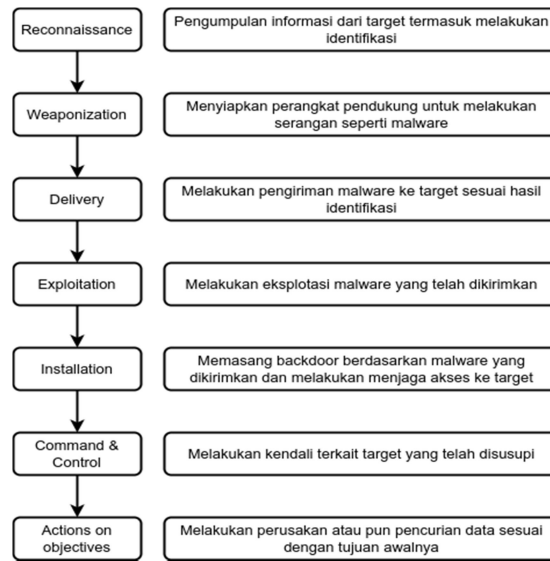 Reconnaissance
Pengumpulan informasi dari target termasuk melakukan
identifikasi
Weaponization
Menyiapkan perangkat pendukung untuk melakukan
serangan seperti malware
Delivery
Melakukan pengiriman malware ke target sesuai hasil
identifikasi
Exploitation
Melakukan eksplotasi malware yang telah dikirimkan
Installation
Memasang backdoor berdasarkan malware yang
dikirimkan dan melakukan menjaga akses ke target
Command &
Control
Melakukan kendali terkait target yang telah disusupi
Actions on
objectives
Melakukan perusakan atau pun pencurian data sesuai
dengan tujuan awalnya